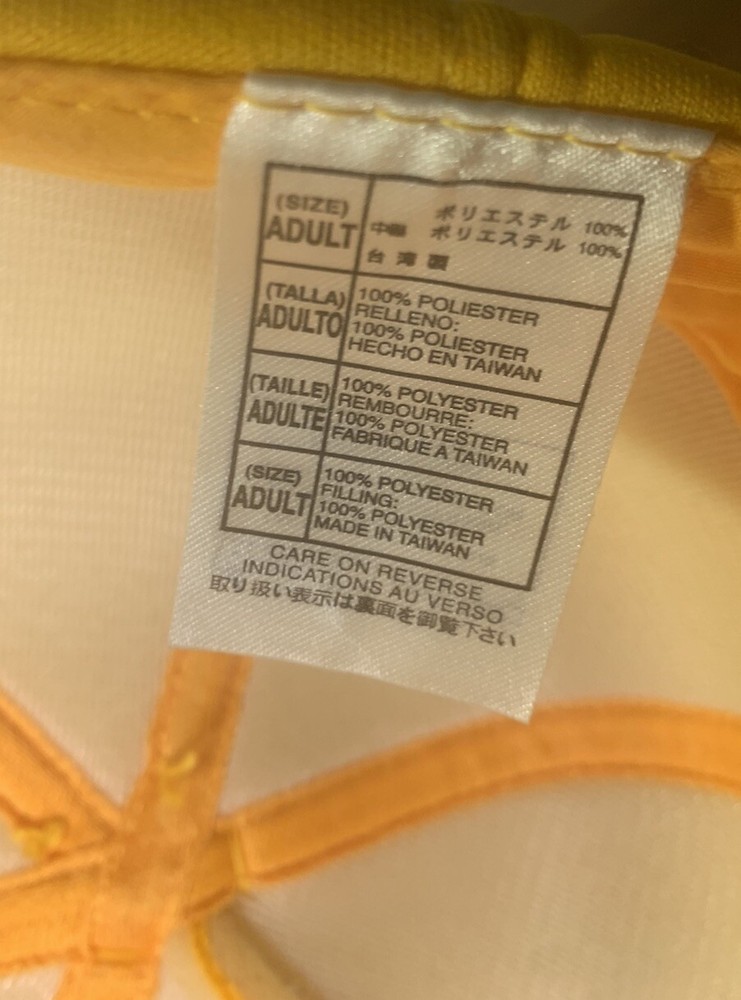 (SIZE)
ADULT
ポリエステル 100%
中綿 ポリエステル 100%
台湾製
(TALLA)
ADULTO
100% POLIESTER
RELLENO:
100% POLIESTER
HECHO EN TAIWAN
(TAILLE)
ADULTE
100% POLYESTER
REMBOURRE:
100% POLYESTER
FABRIQUE A TAIWAN
(SIZE)
ADULT
100% POLYESTER
FILLING:
100% POLYESTER
MADE IN TAIWAN
CARE ON REVERSE
INDICATIONS AU VERSO
取り扱い表示は裏面を御覧下さい